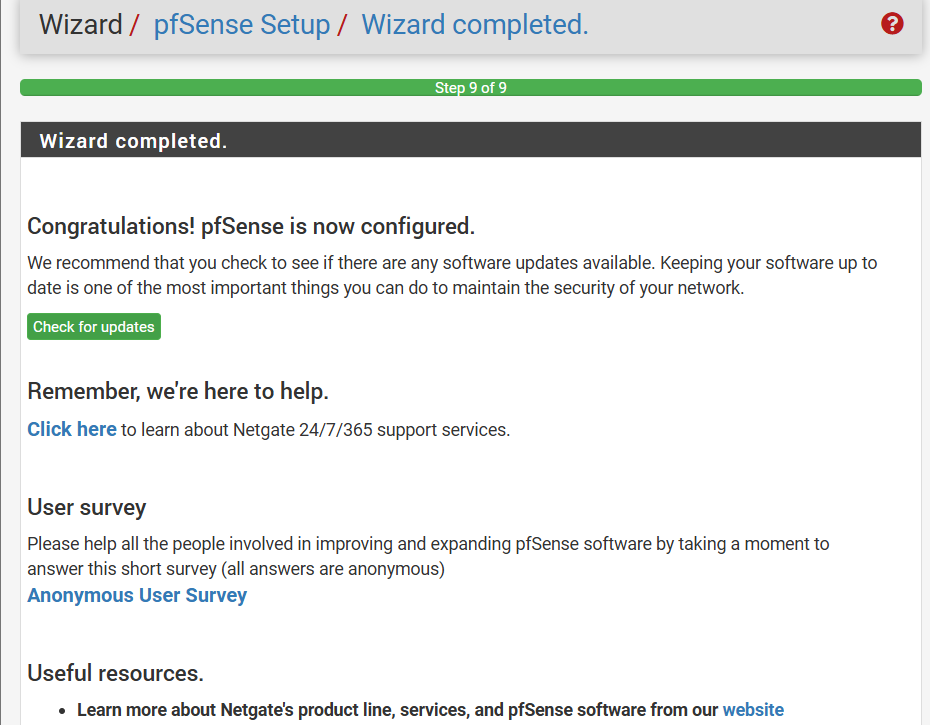 Wizard / pfSense Setup / Wizard completed.
?
Step 9 of 9
Wizard completed.
Congratulations! pfSense is now configured.
We recommend that you check to see if there are any software updates available. Keeping your software up to
date is one of the most important things you can do to maintain the security of your network.
Check for updates
Remember, we're here to help.
Click here to learn about Netgate 24/7/365 support services.
User survey
Please help all the people involved in improving and expanding pfSense software by taking a moment to
answer this short survey (all answers are anonymous)
Anonymous User Survey
Useful resources.
• Learn more about Netgate's product line, services, and pfSense software from our website